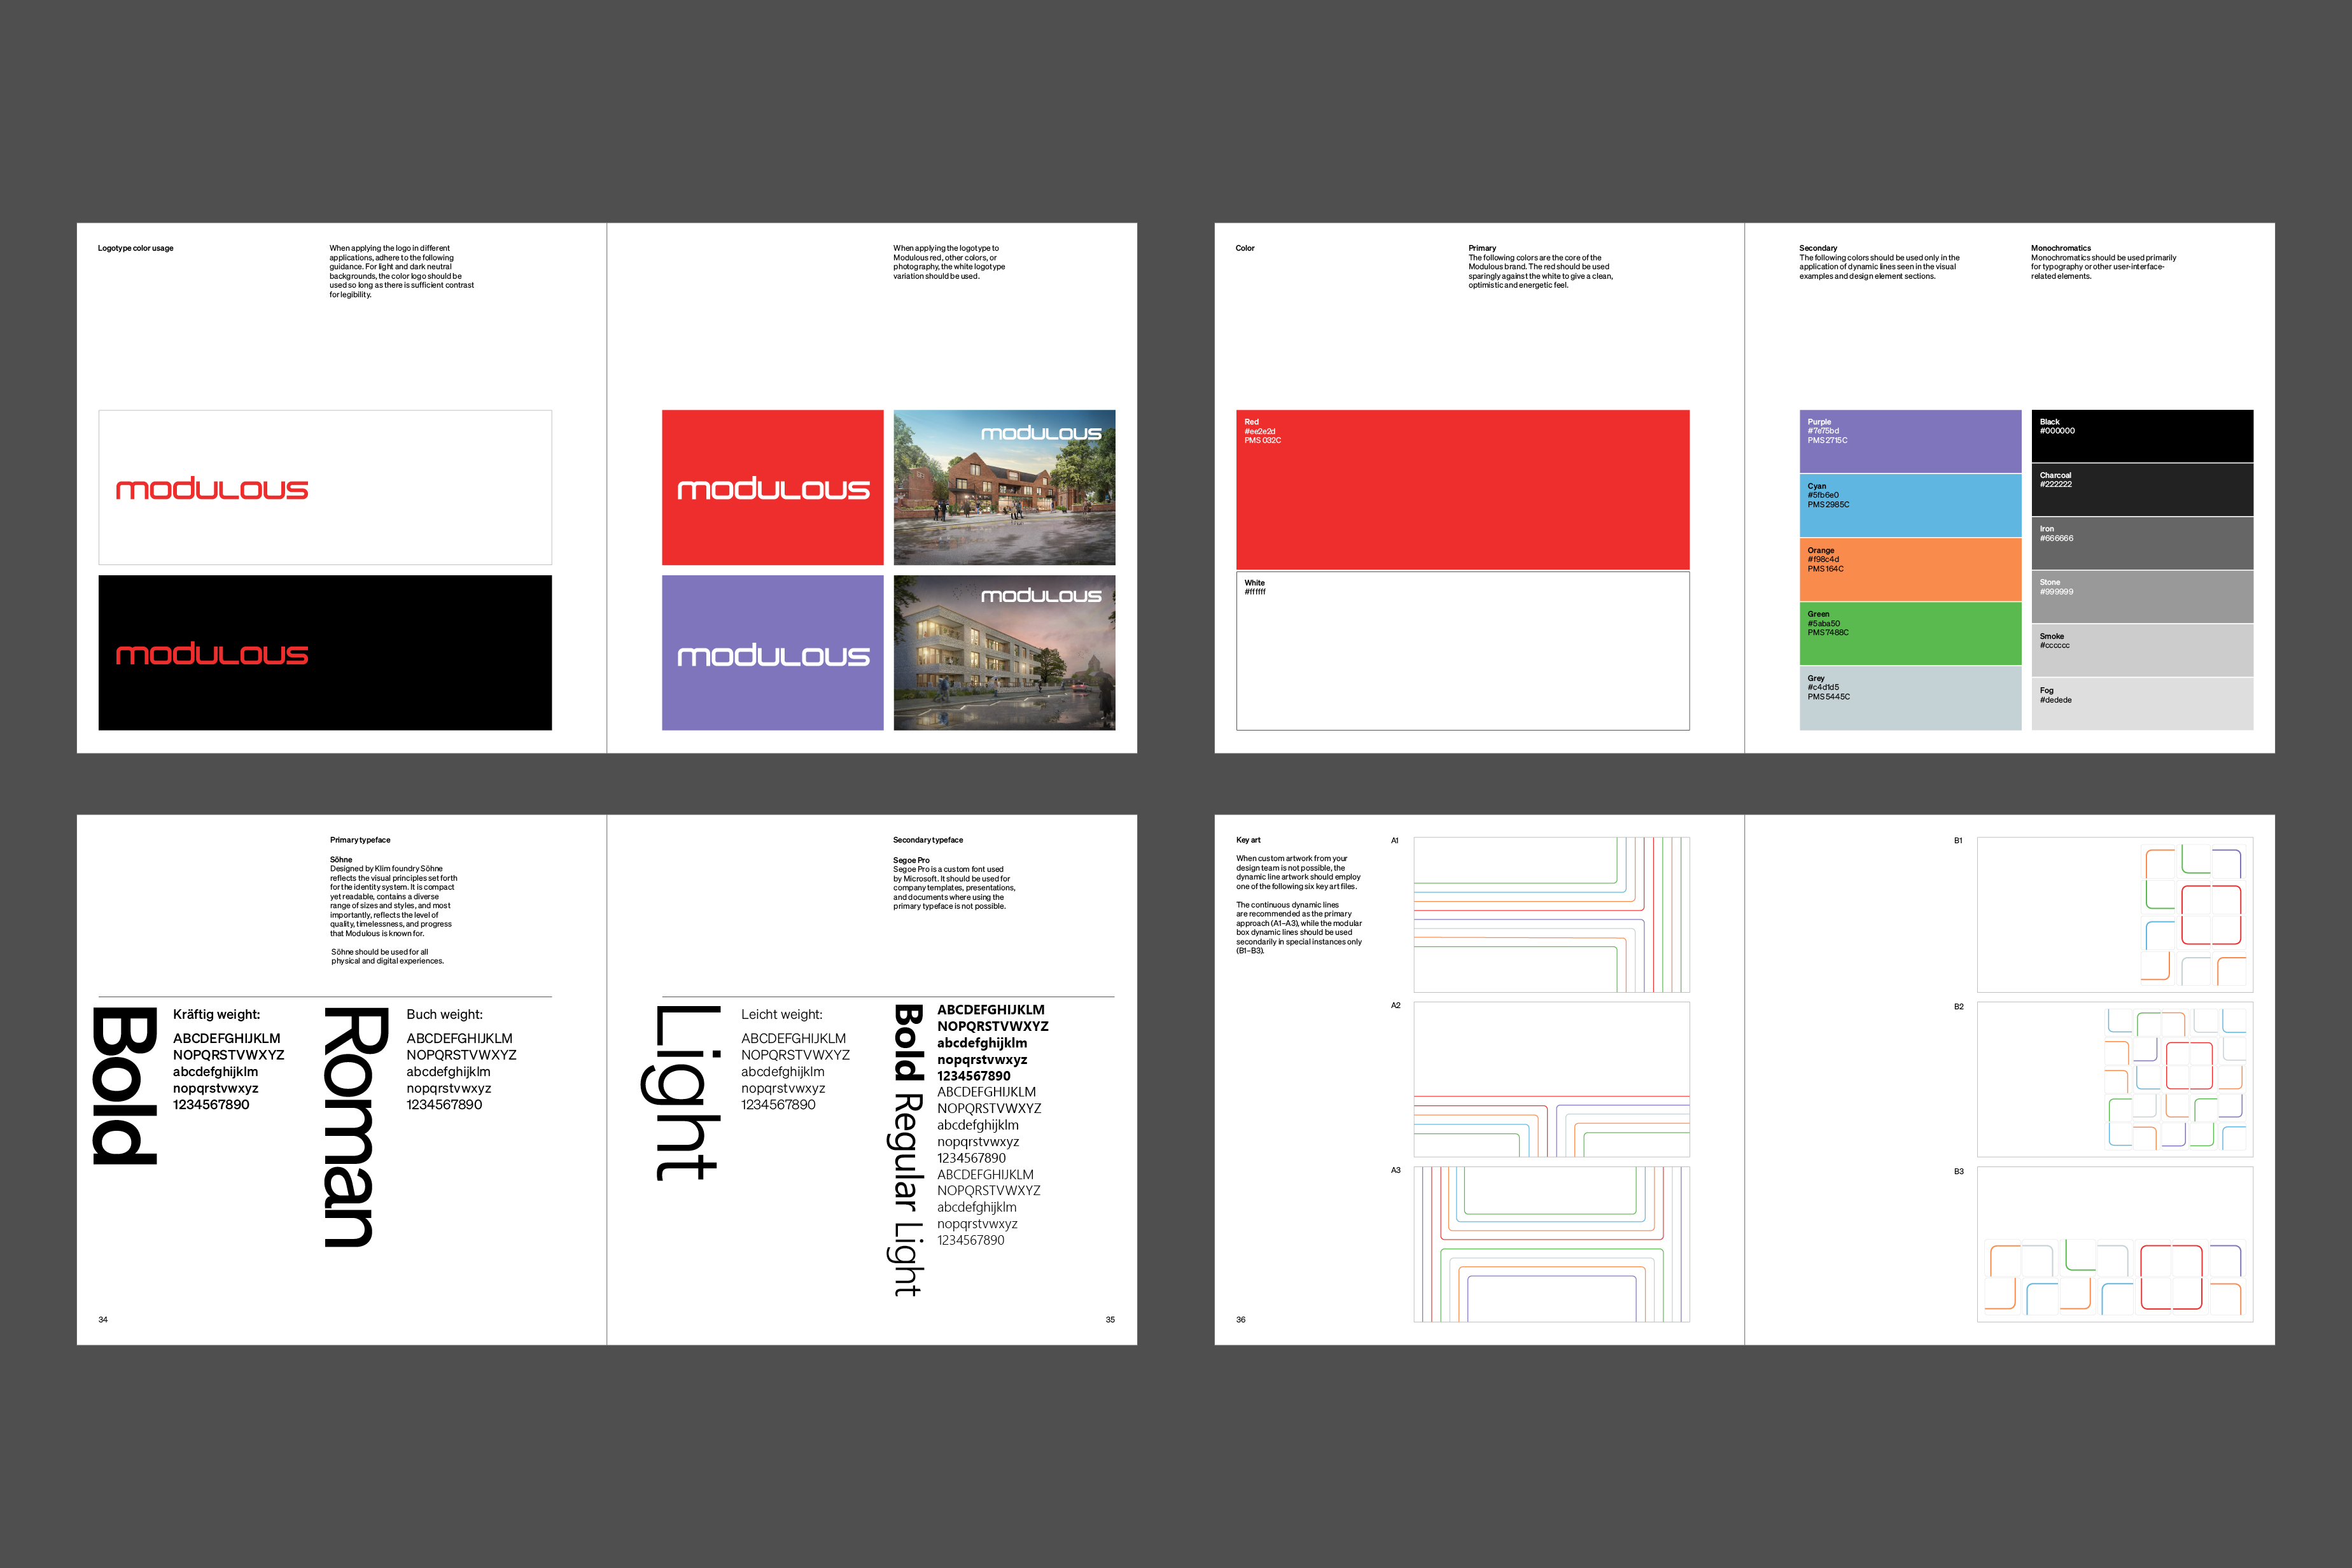 Logotype color usage
When applying the logo in different
applications, adhere to the following
guidance. For light and dark neutral
backgrounds, the color logo should be
used so long as there is sufficient contrast
for legibility.
When applying the logotype to
Modulous red, other colors, or
photography, the white logotype
variation should be used.
modulous
modulous
modulous
modulous
modulous
modulous
Color
Primary
The following colors are the core of the
Modulous brand. The red should be used
sparingly against the white to give a clean,
optimistic and energetic feel.
Secondary
The following colors should be used only in the
application of dynamic lines seen in the visual
examples and design element sections.
Monochromatics
Monochromatics should be used primarily
for typography or other user-interface-
related elements.
Red
#ee2e2d
PMS 032C
White
#ffffff
Purple
#7e75bd
PMS 2715C
Cyan
#5fb6e0
PMS 2985C
Orange
#f98c4d
PMS 164C
Green
#5aba50
PMS 7488C
Grey
#c4d1d5
PMS 5445C
Black
#000000
Charcoal
#222222
Iron
#666666
Stone
#999999
Smoke
#cccccc
Fog
#dedede
Primary typeface
Söhne
Designed by Klim foundry Söhne
reflects the visual principles set forth
for the identity system. It is compact
yet readable, contains a diverse
range of sizes and styles, and most
importantly, reflects the level of
quality, timelessness, and progress
that Modulous is known for.
Söhne should be used for all
physical and digital experiences.
Secondary typeface
Segoe Pro
Segoe Pro is a custom font used
by Microsoft. It should be used for
company templates, presentations,
and documents where using the
primary typeface is not possible.
Bold
Kräftig weight:
ABCDEFGHIJKLM
NOPQRSTVWXYZ
abcdefghijklm
nopqrstvwxyz
1234567890
Roman
Buch weight:
ABCDEFGHIJKLM
NOPQRSTVWXYZ
abcdefghijklm
nopqrstvwxyz
1234567890
Light
Leicht weight:
ABCDEFGHIJKLM
NOPQRSTVWXYZ
abcdefghijklm
nopqrstvwxyz
1234567890
Bold Regular Light
ABCDEFGHIJKLM
NOPQRSTVWXYZ
abcdefghijklm
nopqrstvwxyz
1234567890
ABCDEFGHIJKLM
NOPQRSTVWXYZ
abcdefghijklm
nopqrstvwxyz
1234567890
ABCDEFGHIJKLM
NOPQRSTVWXYZ
abcdefghijklm
nopqrstvwxyz
1234567890
34
35
Key art
When custom artwork from your
design team is not possible, the
dynamic line artwork should employ
one of the following six key art files.
The continuous dynamic lines
are recommended as the primary
approach (A1–A3), while the modular
box dynamic lines should be used
secondarily in special instances only
(B1–B3).
A1
A2
A3
B1
B2
B3
36